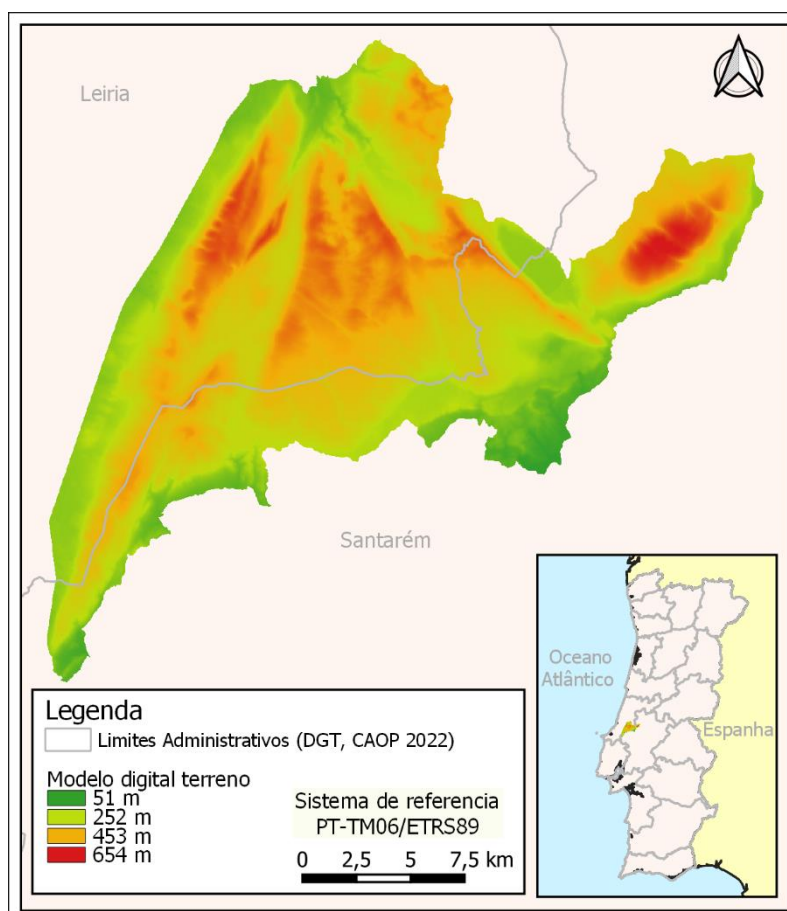 Leiria
Santarém
Oceano
Atlântico
Espanha
Legenda
Limites Administrativos (DGT, CAOP 2022)
Modelo digital terreno
51 m
252 m
453 m
654 m
Sistema de referencia
PT-TM06/ETRS89
0 2,5 5 7,5 km